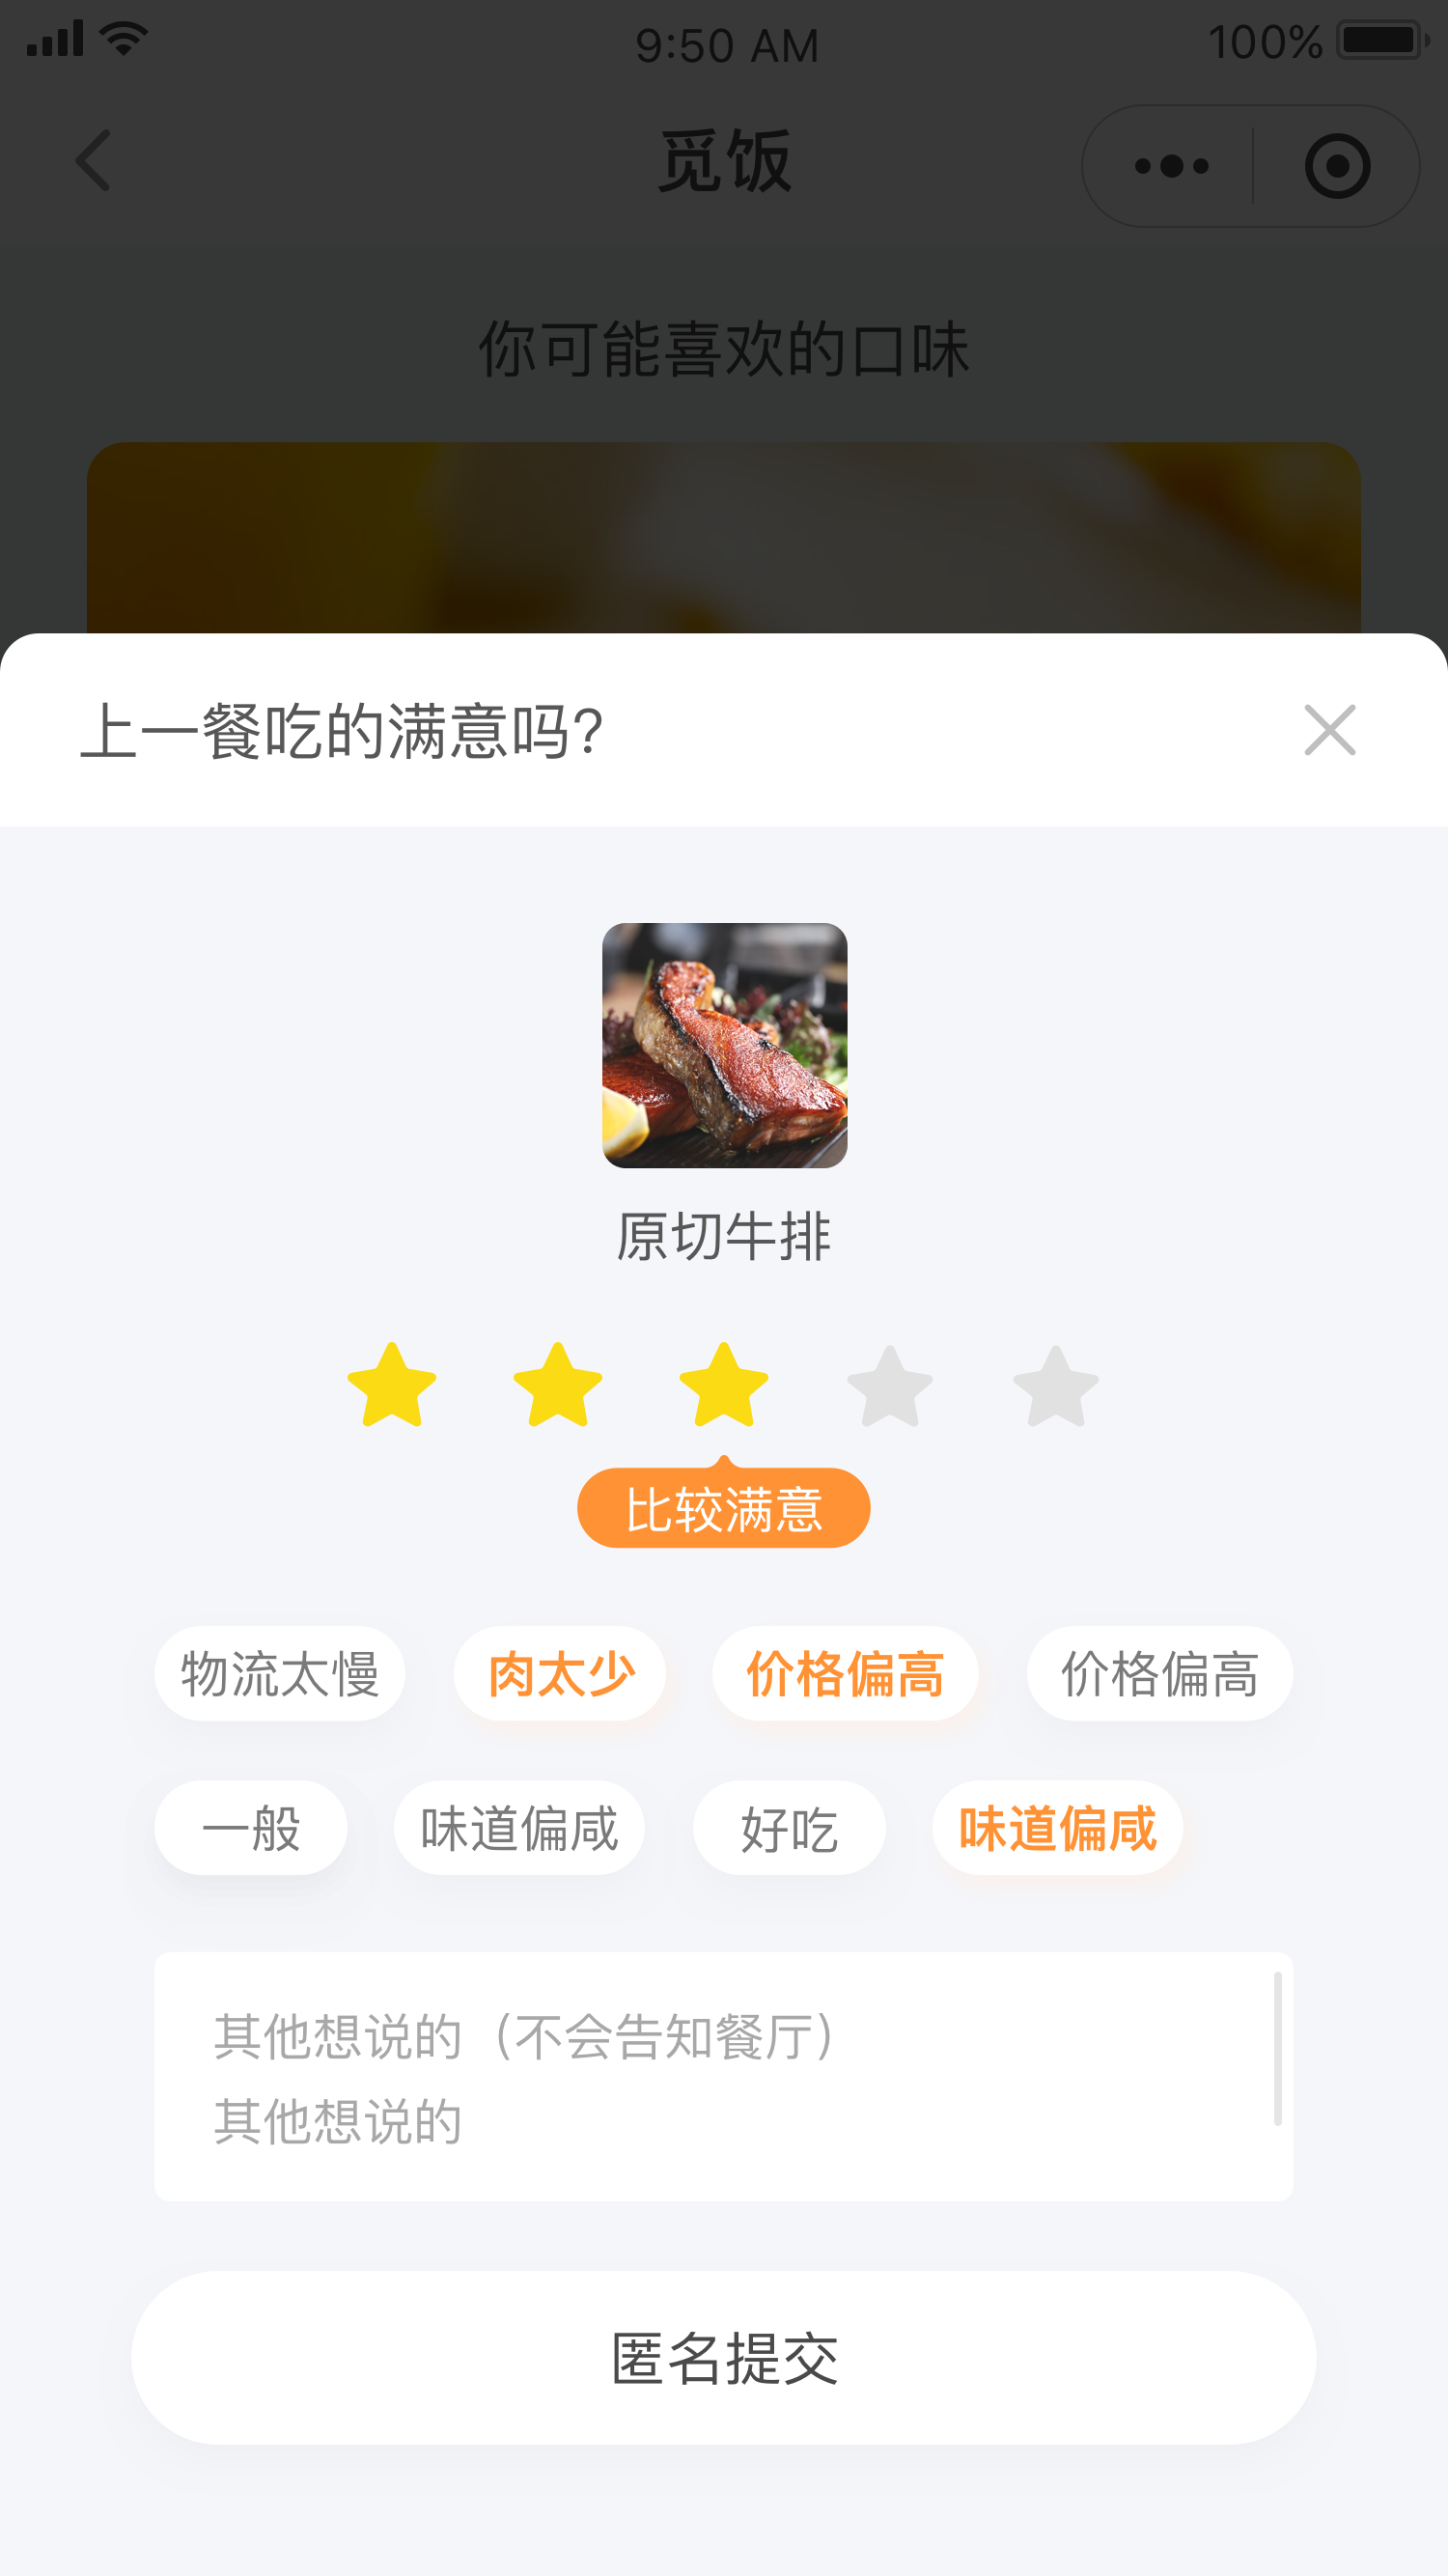 9:50 AM 100%
觅饭
你可能喜欢的口味
上一餐吃的满意吗?
原切牛排
比较满意
物流太慢 肉太少 价格偏高 价格偏高
一般 味道偏咸 好吃 味道偏咸
其他想说的（不会告知餐厅）
其他想说的
匿名提交